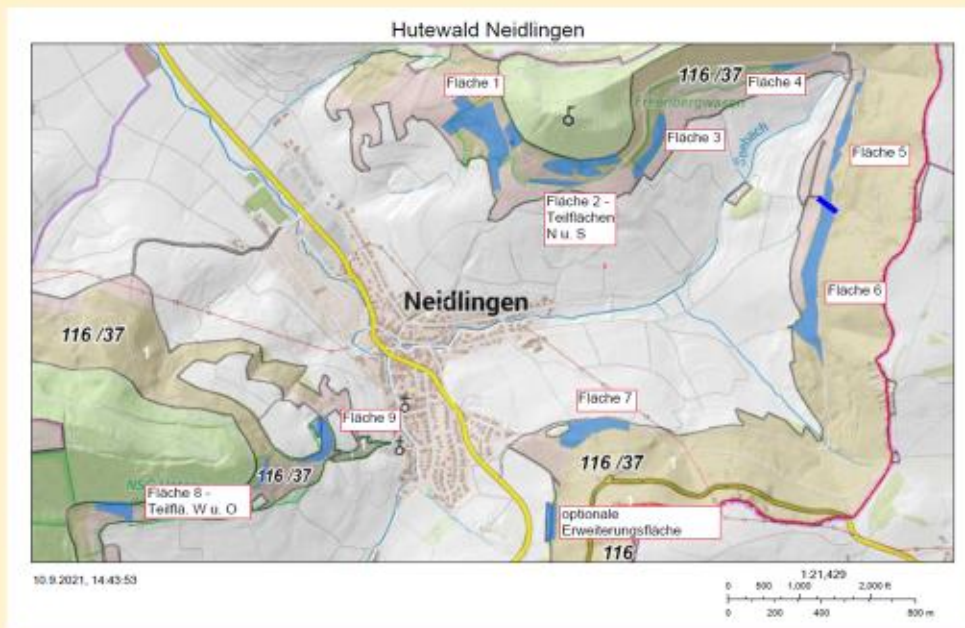 Hutewald Neidlingen
Fläche 1
116 /37
Fläche 4
Erkenbergwasen
Fläche 3
Seebach
Fläche 5
Fläche 2 -
Teilflächen
N u. S
Fläche 6
Neidlingen
116 /37
Fläche 7
Fläche 9
116 /37
116 /37
Fläche 8 -
Teilflä. W u. O
optionale
Erweiterungsfläche
116
10.9.2021, 14:43:53
1:21,429
0 500 1,000 2,000 ft
0 200 400 800 m